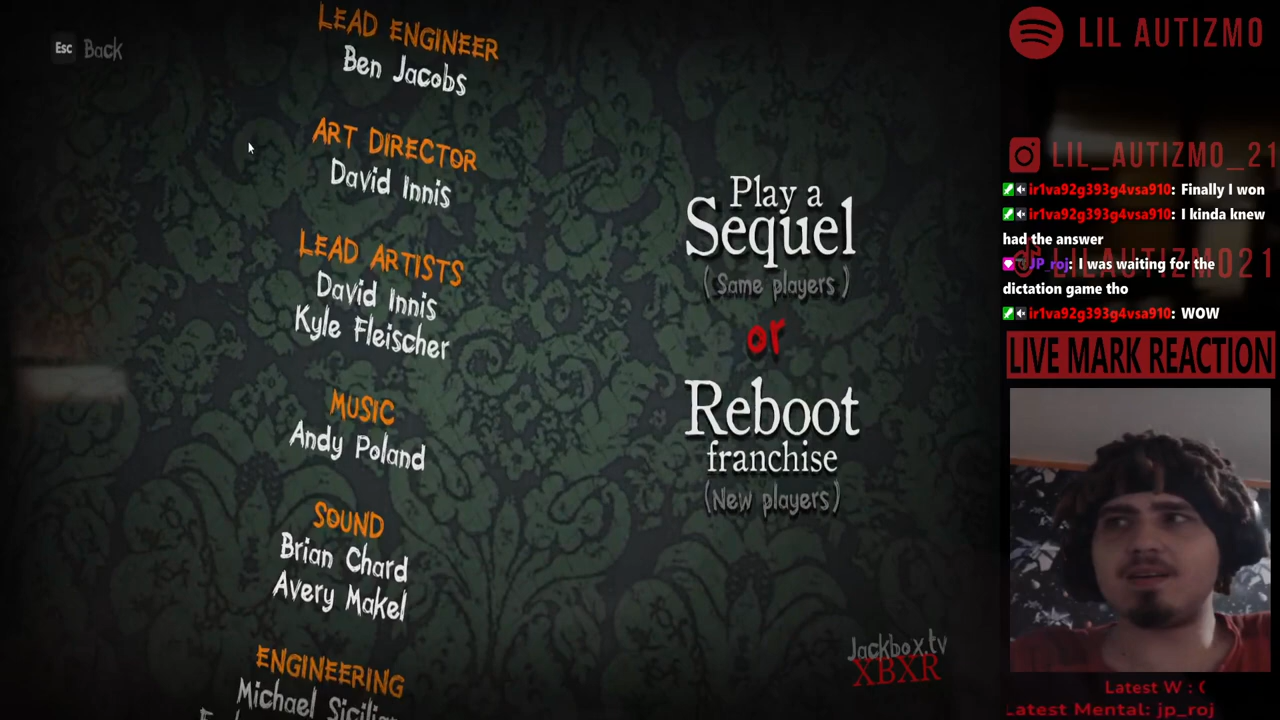 Esc Back
LEAD ENGINEER
Ben Jacobs
ART DIRECTOR
David Innis
LEAD ARTISTS
David Innis
Kyle Fleischer
MUSIC
Andy Poland
SOUND
Brian Chard
Avery Makel
ENGINEERING
Play a
Sequel
(Same players)
or
Reboot
franchise
(New players)
Jackbox.tv
XBXR
LIL AUTIZMO
LIL_AUTIZMO_21
ir1va92g393g4vsa910: Finally I won
ir1va92g393g4vsa910: I kinda knew
had the answer
JP_roj: I was waiting for the
dictation game tho
ir1va92g393g4vsa910: WOW
LIVE MARK REACTION
Latest W :
Latest Mental: jp_roj